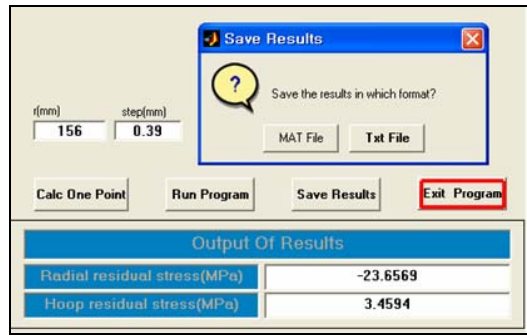 Save Results
?
Save the results in which format?
MAT File Txt File
r(mm) step(mm)
156 0.39
Calc One Point Run Program Save Results Exit Program
Output Of Results
Radial residual stress(MPa) -23.6569
Hoop residual stress(MPa) 3.4594